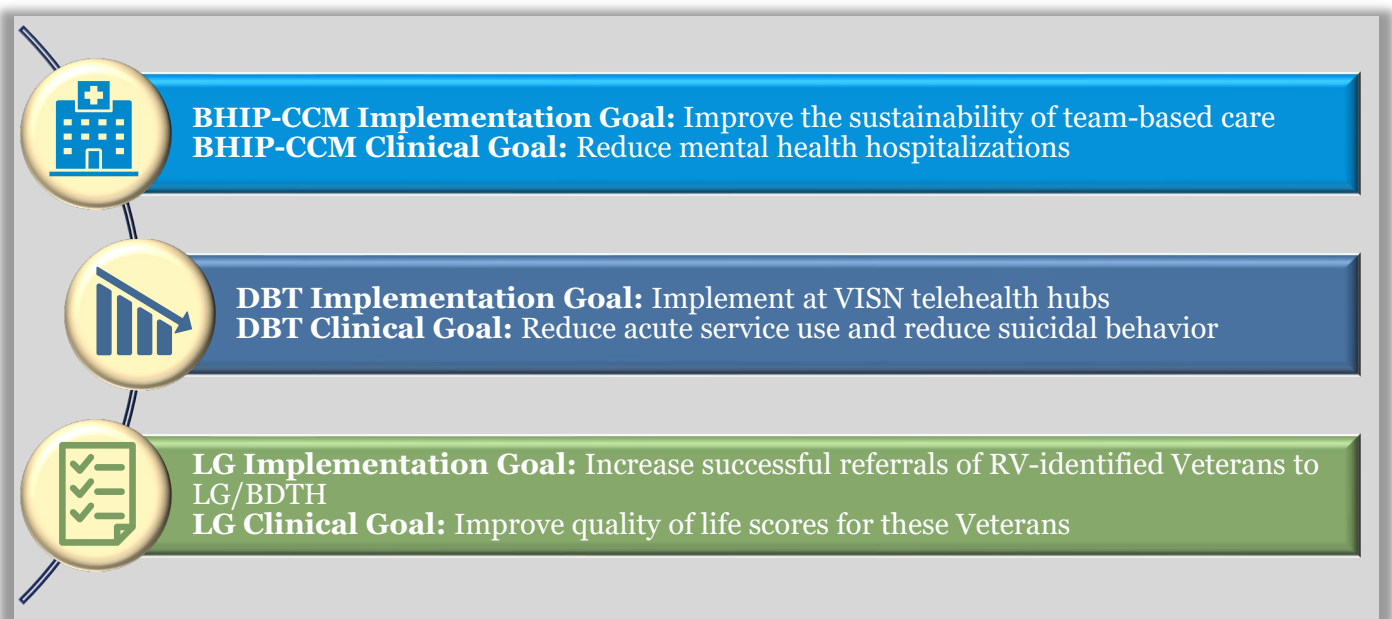 BHIP-CCM Implementation Goal: Improve the sustainability of team-based care
BHIP-CCM Clinical Goal: Reduce mental health hospitalizations
DBT Implementation Goal: Implement at VISN telehealth hubs
DBT Clinical Goal: Reduce acute service use and reduce suicidal behavior
LG Implementation Goal: Increase successful referrals of RV-identified Veterans to
LG/BDTH
LG Clinical Goal: Improve quality of life scores for these Veterans